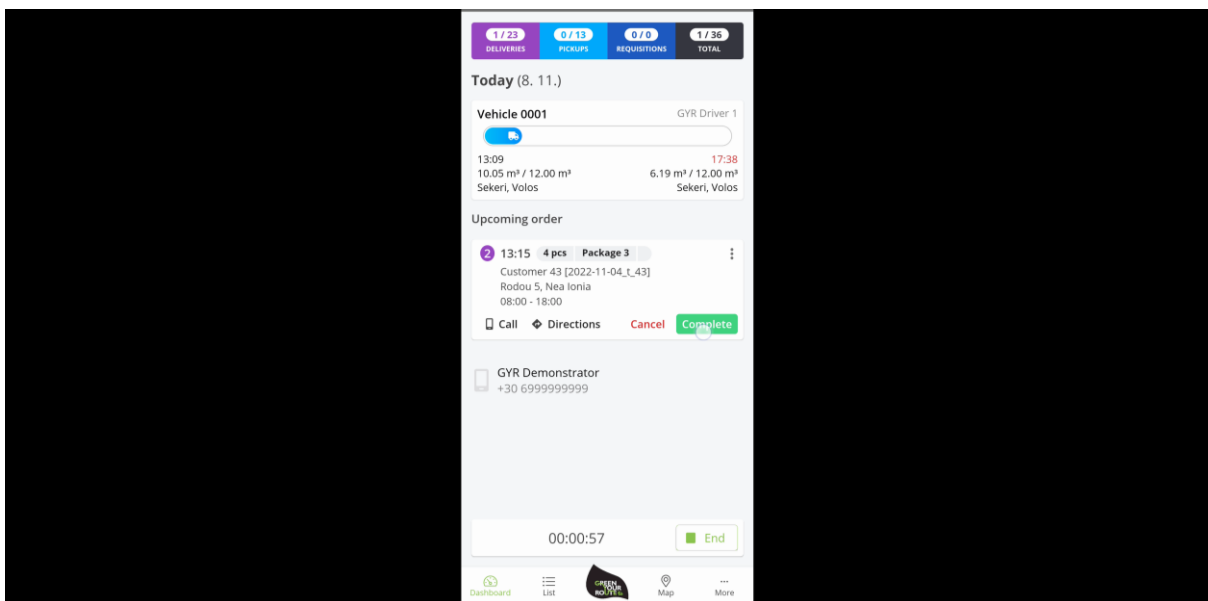 1 / 23 0 / 13 0 / 0 1 / 36
DELIVERIES PICKUPS REQUISITIONS TOTAL
Today (8. 11.)
Vehicle 0001 GYR Driver 1
13:09 17:38
10.05 m³ / 12.00 m³ 6.19 m³ / 12.00 m³
Sekeri, Volos Sekeri, Volos
Upcoming order
2 13:15 4 pcs Package 3
Customer 43 [2022-11-04_t_43]
Rodou 5, Nea Ionia
08:00 - 18:00
Call Directions Cancel Complete
GYR Demonstrator
+30 6999999999
00:00:57 End
GREEN
YOUR
ROUTE
Dashboard List Map More